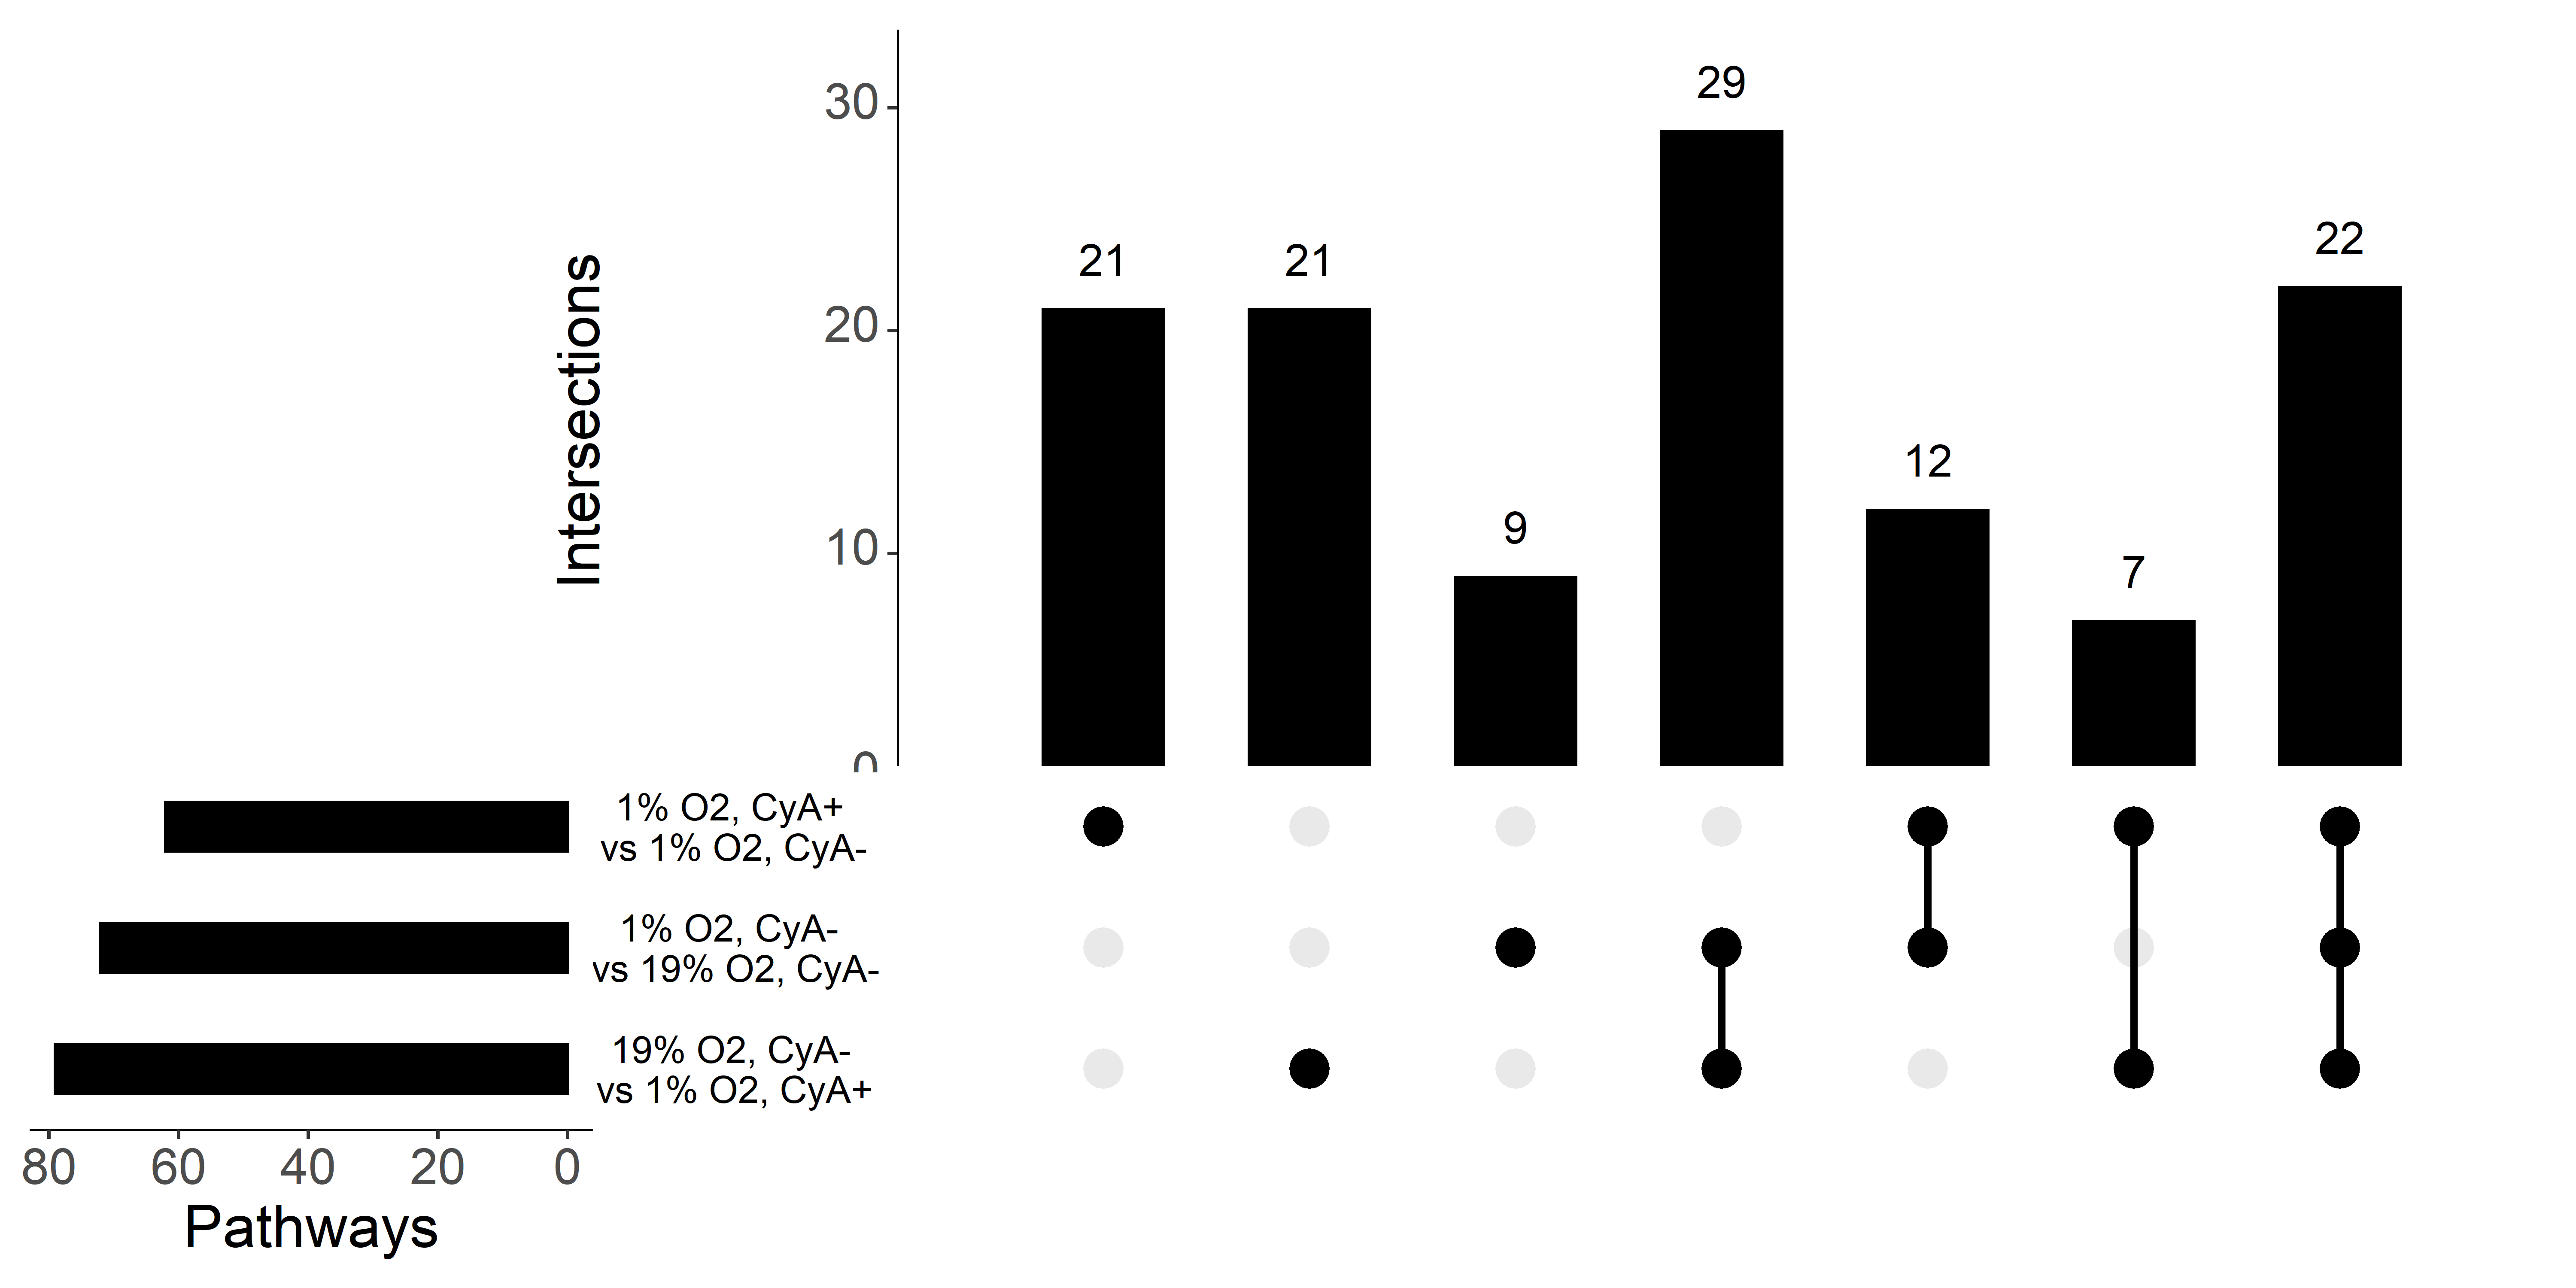 30
20
10
0
Intersections
21
21
9
29
12
7
22
1% O2, CyA+
vs 1% O2, CyA-
1% O2, CyA-
vs 19% O2, CyA-
19% O2, CyA-
vs 1% O2, CyA+
80 60 40 20 0
Pathways